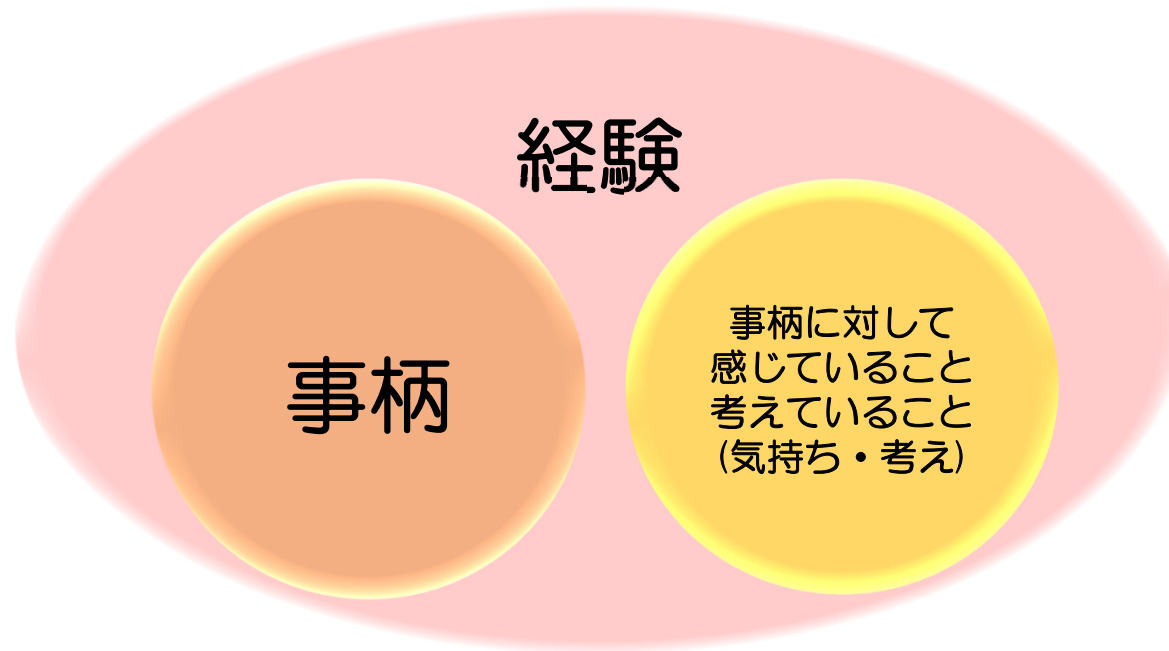 経験
事柄
事柄に対して
感じていること
考えていること
(気持ち・考え)